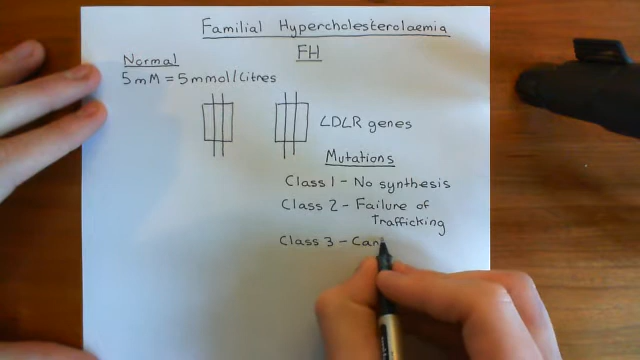 Familial Hypercholesterolaemia
FH
Normal
5mM = 5mmol/Litres
LDLR genes
Mutations
Class 1 - No synthesis
Class 2 - Failure of
Trafficking
Class 3 - Can